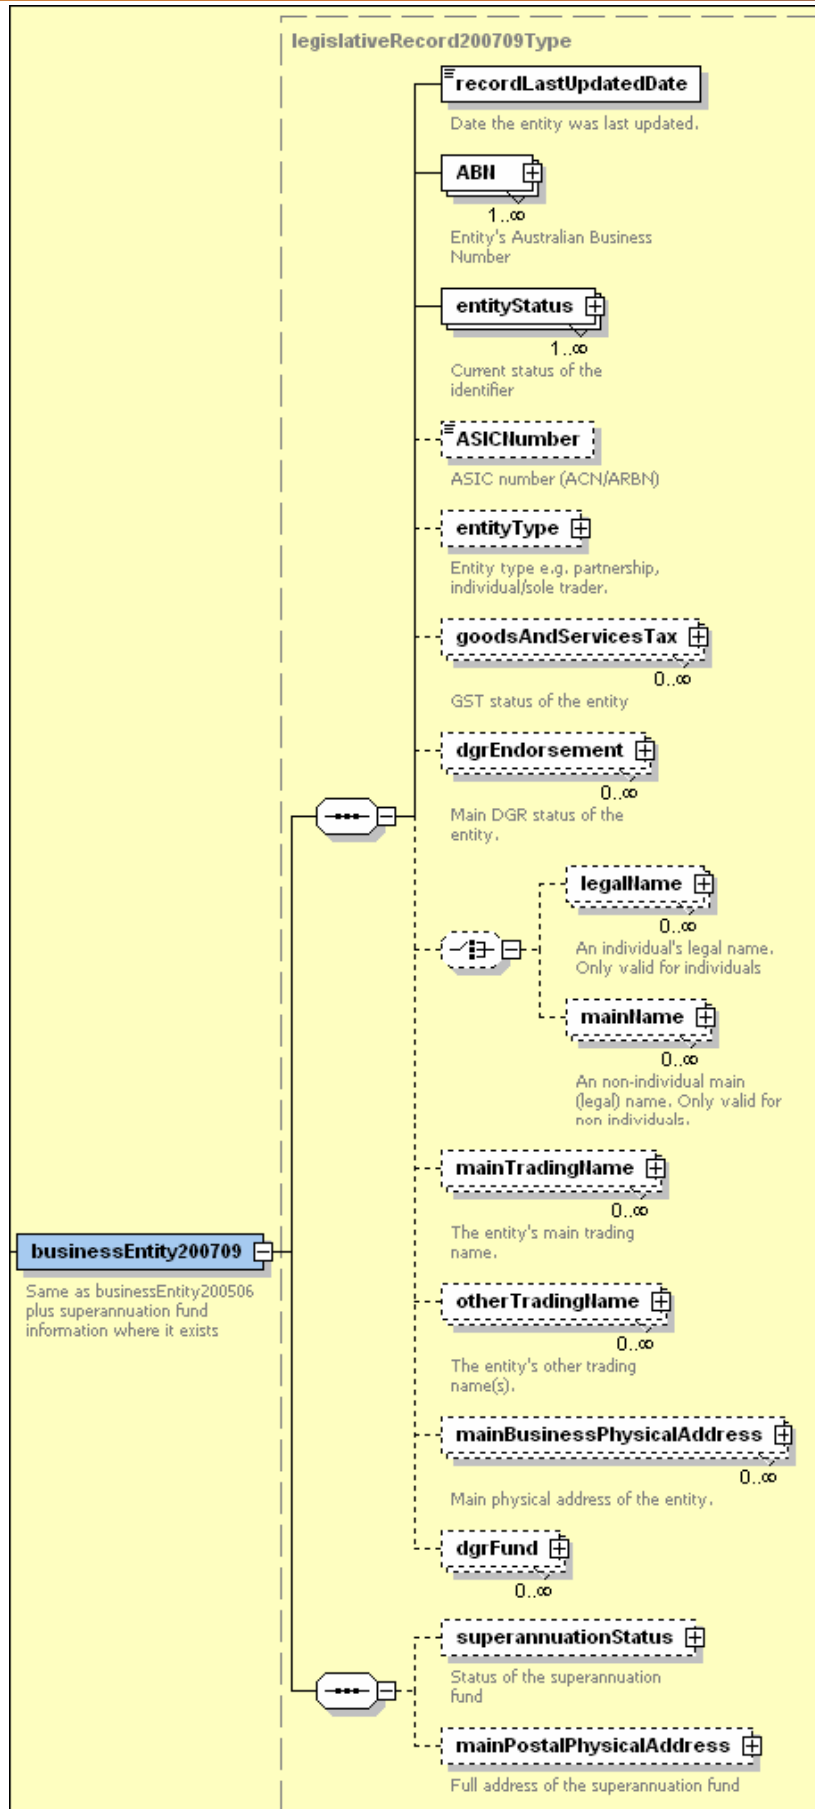 legislativeRecord200709Type
recordLastUpdatedDate
Date the entity was last updated.
ABN
1..∞
Entity's Australian Business
Number
entityStatus
1..∞
Current status of the
identifier
ASICNumber
ASIC number (ACN/ARBN)
entityType
Entity type e.g. partnership,
individual/sole trader.
goodsAndServicesTax
0..∞
GST status of the entity
dgrEndorsement
0..∞
Main DGR status of the
entity.
legalName
0..∞
An individual's legal name.
Only valid for individuals
mainName
0..∞
An non-individual main
(legal) name. Only valid for
non individuals.
mainTradingName
0..∞
The entity's main trading
name.
businessEntity200709
Same as businessEntity200506
plus superannuation fund
information where it exists
otherTradingName
0..∞
The entity's other trading
name(s).
mainBusinessPhysicalAddress
0..∞
Main physical address of the entity.
dgrFund
0..∞
superannuationStatus
Status of the superannuation
fund
mainPostalPhysicalAddress
Full address of the superannuation fund